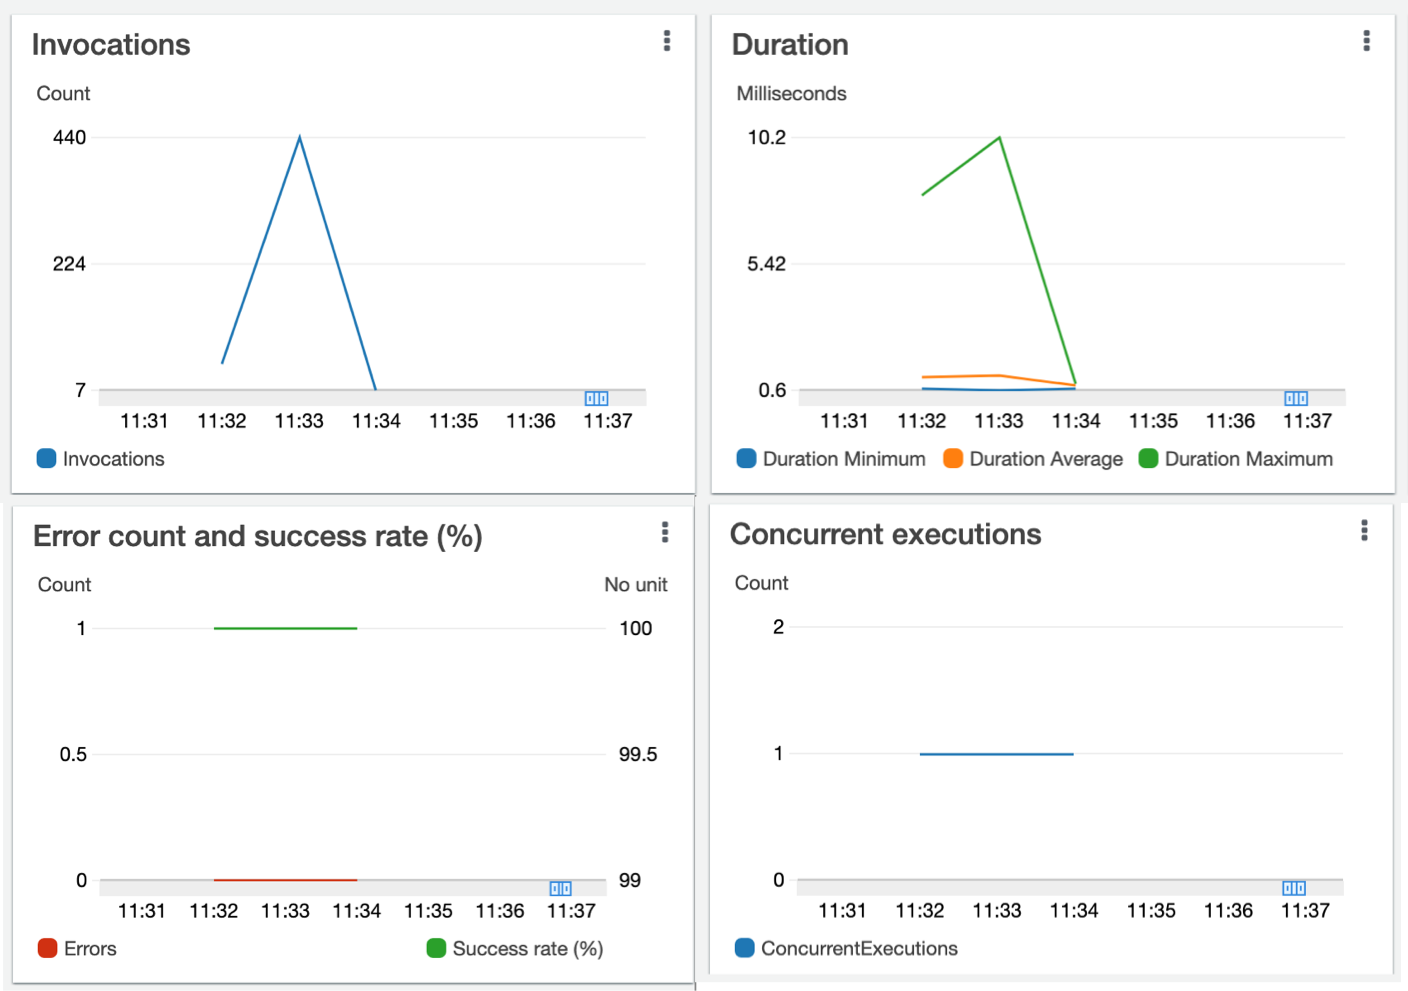 Invocations
Count
440
224
7
11:31 11:32 11:33 11:34 11:35 11:36 11:37
Invocations
Duration
Milliseconds
10.2
5.42
0.6
11:31 11:32 11:33 11:34 11:35 11:36 11:37
Duration Minimum Duration Average Duration Maximum
Error count and success rate (%)
Count No unit
1 100
0.5 99.5
0 99
11:31 11:32 11:33 11:34 11:35 11:36 11:37
Errors Success rate (%)
Concurrent executions
Count
2
1
0
11:31 11:32 11:33 11:34 11:35 11:36 11:37
ConcurrentExecutions